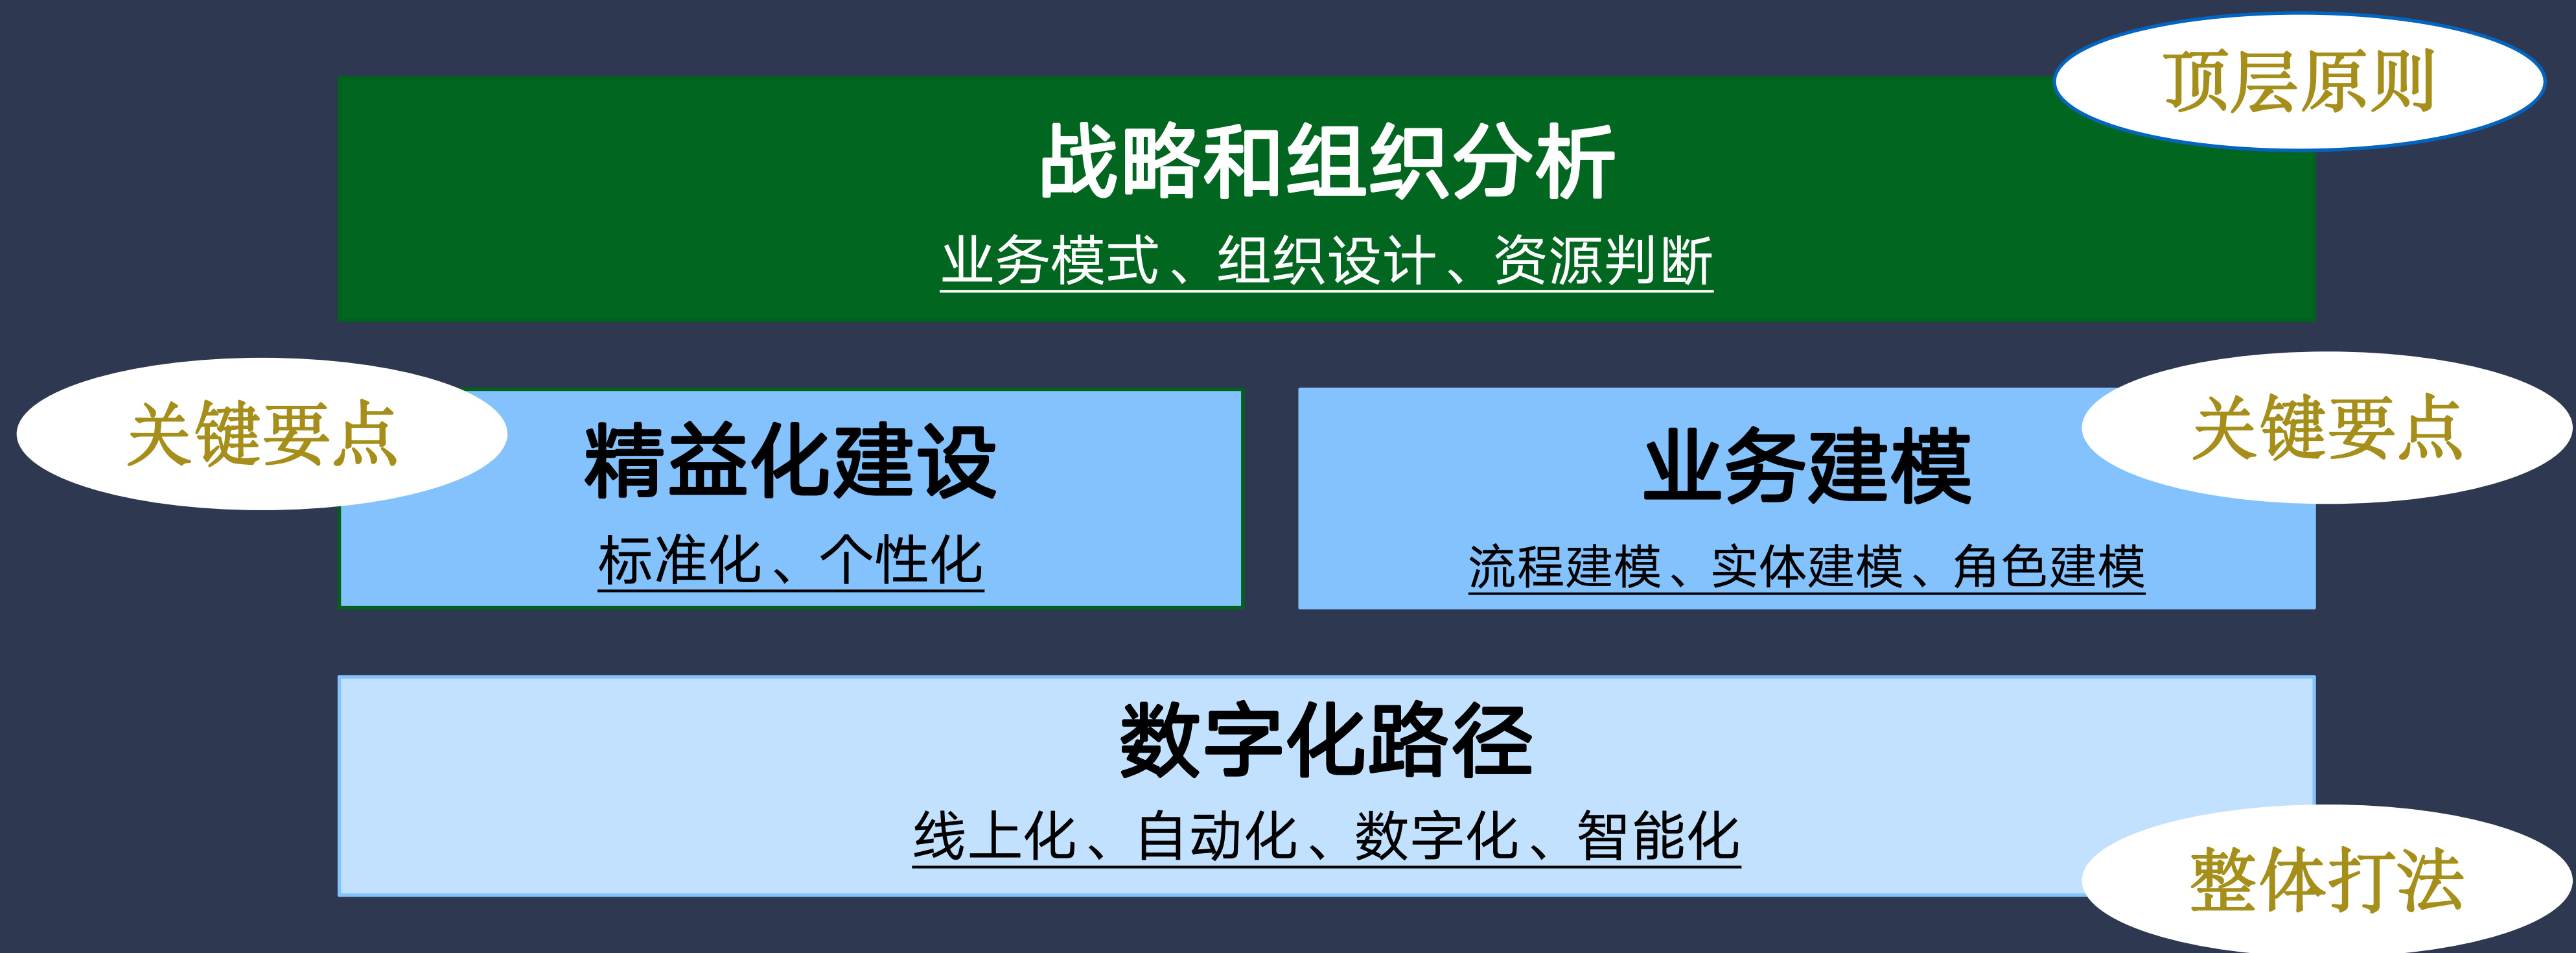 顶层原则
战略和组织分析
业务模式、组织设计、资源判断
关键要点
精益化建设
标准化、个性化
关键要点
业务建模
流程建模、实体建模、角色建模
数字化路径
线上化、自动化、数字化、智能化
整体打法